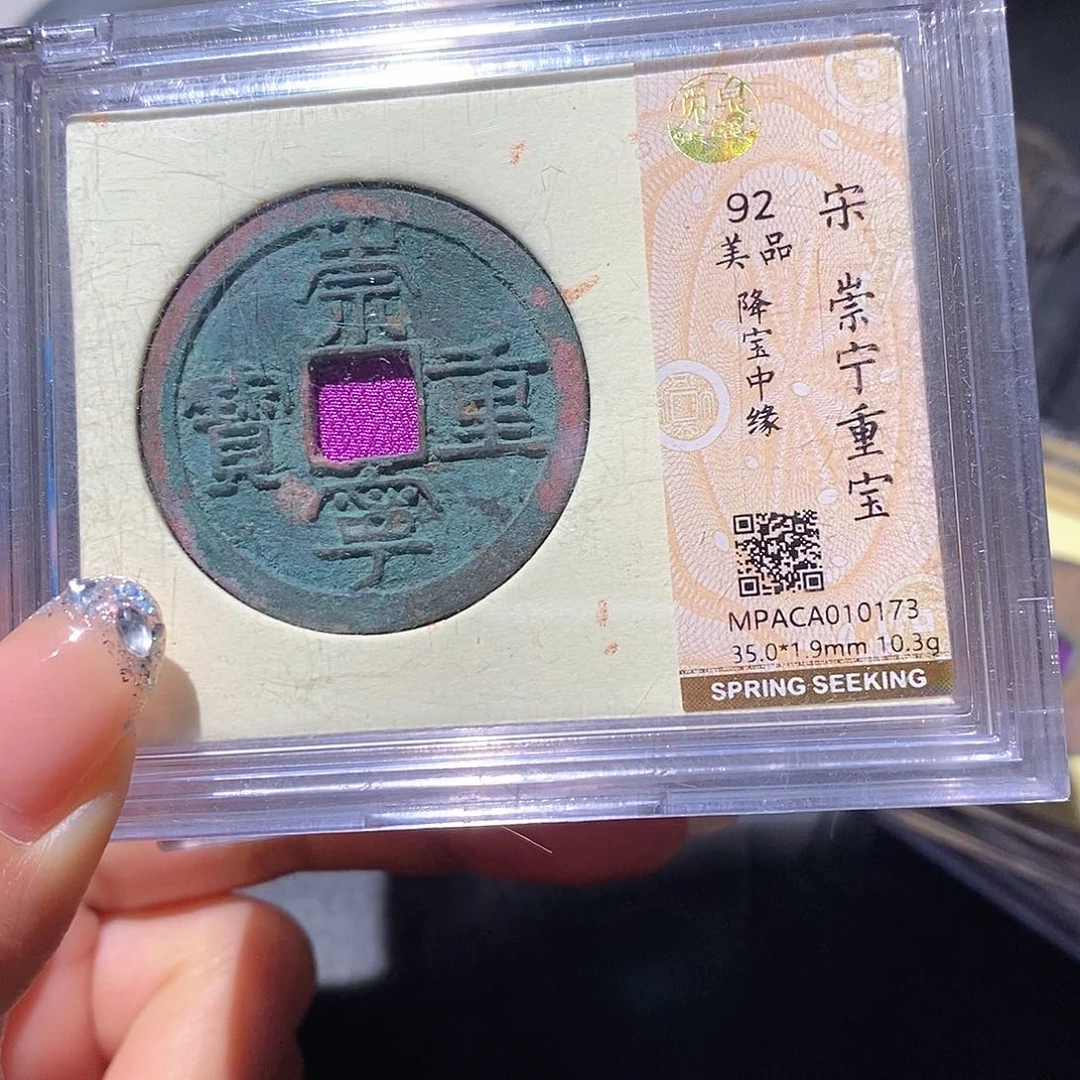 崇寧重寶
宋 崇宁重宝
92
美品
降宝中缘
MPACA010173
35.0*1.9mm 10.3g
SPRING SEEKING